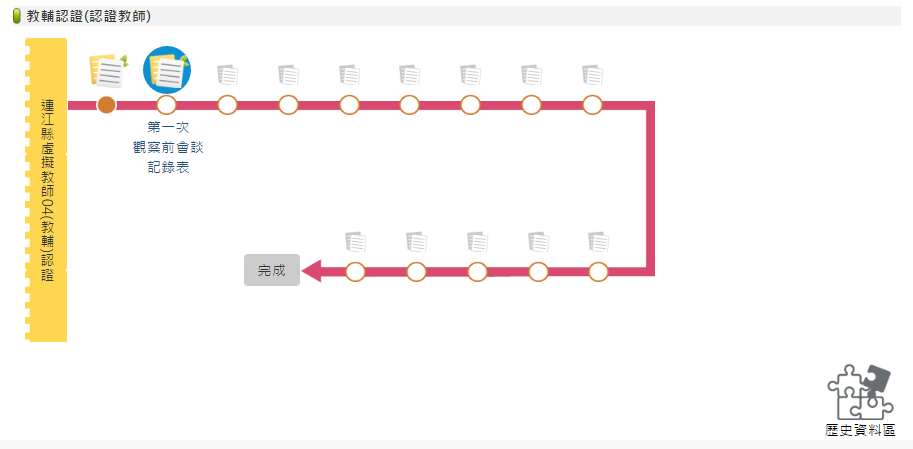 教輔認證(認證教師)
連江縣虛擬教師04(教輔)認證
第一次
觀察前會談
記錄表
完成
歷史資料區